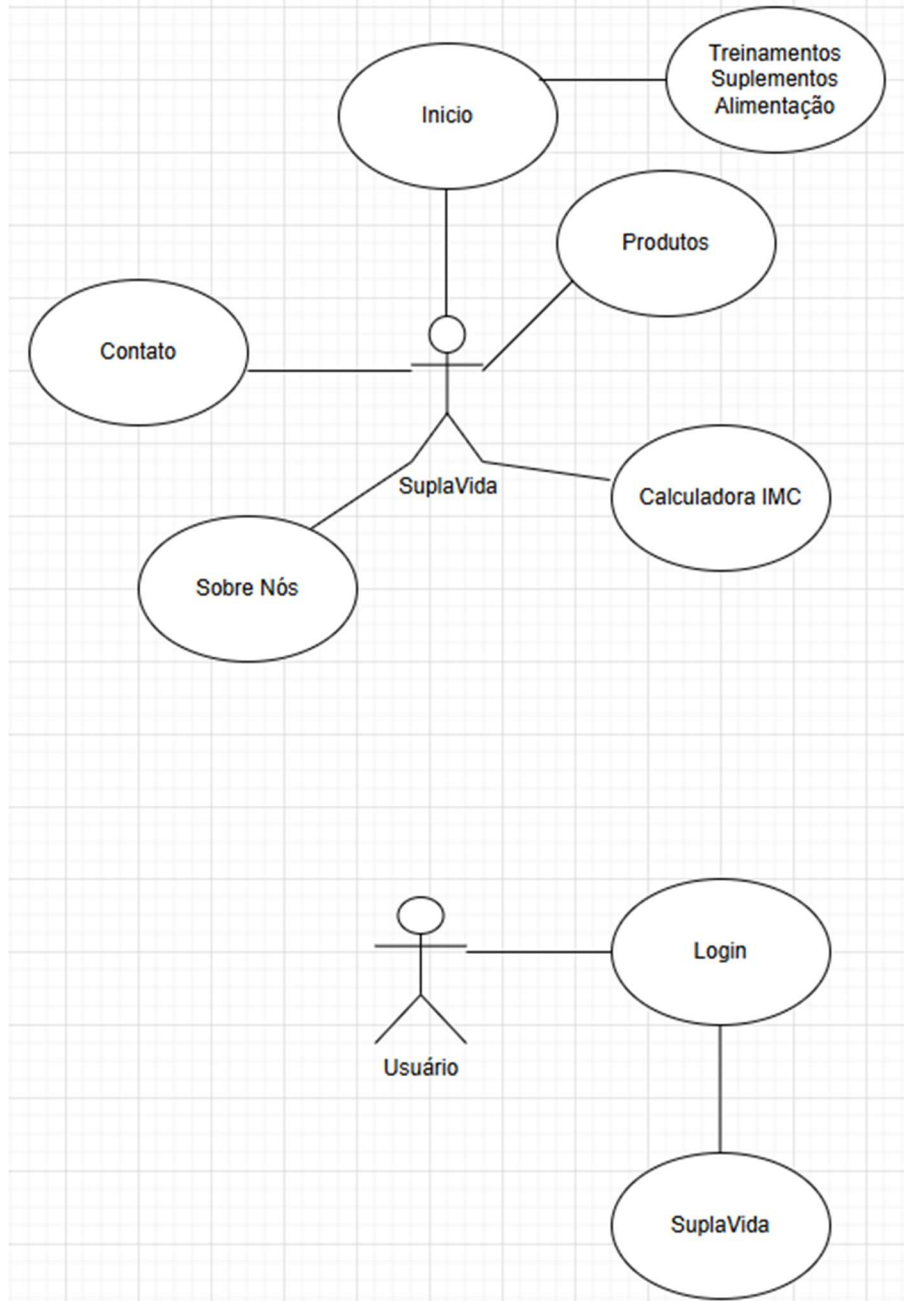 Treinamentos
Suplementos
Alimentação
Inicio
Produtos
Contato
SuplaVida
Calculadora IMC
Sobre Nós
Login
Usuário
SuplaVida